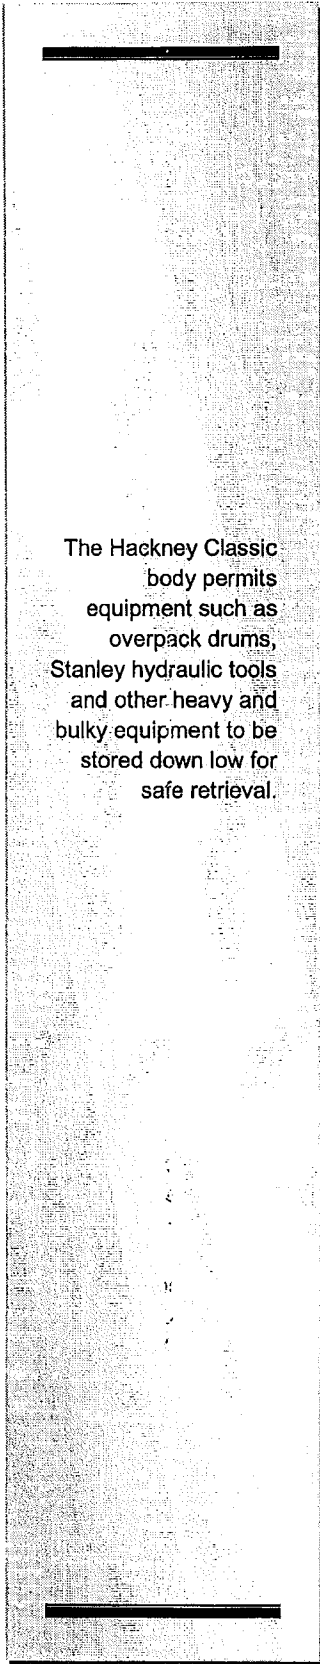 The Hackney Classic
body permits
equipment such as
overpack drums,
Stanley hydraulic tools
and other heavy and
bulky equipment to be
stored down low for
safe retrieval.